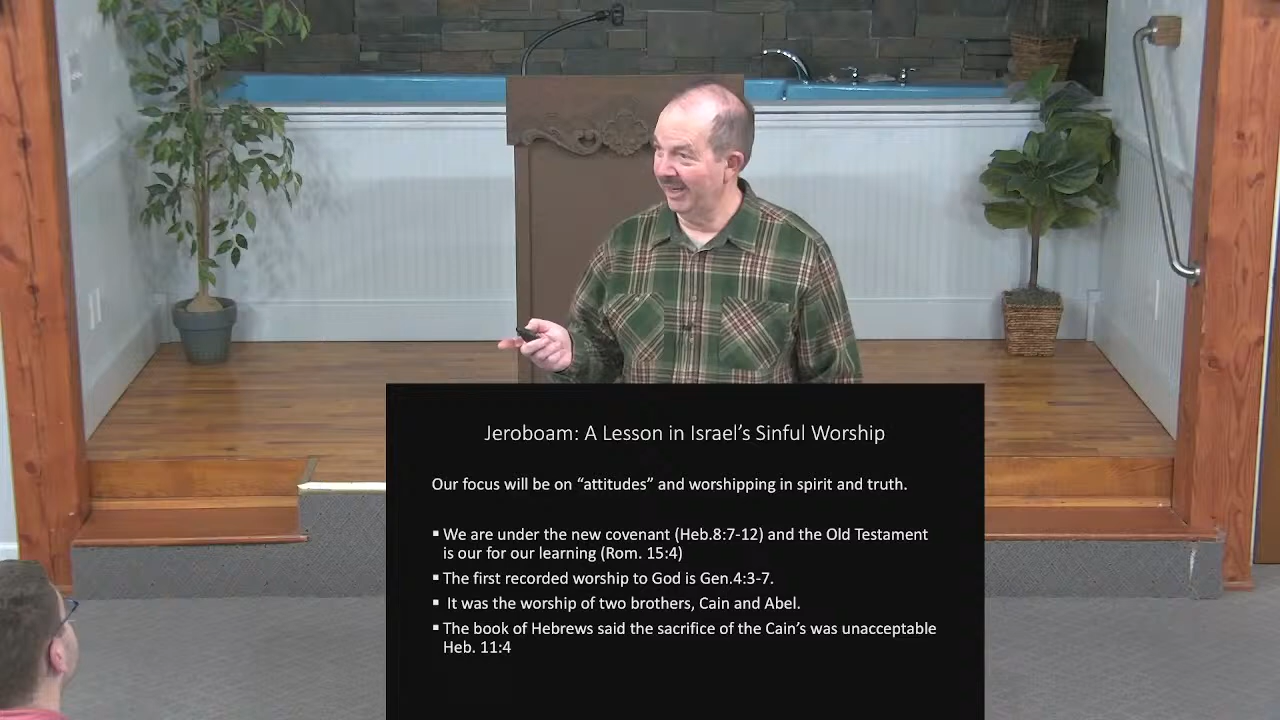 Jeroboam: A Lesson in Israel's Sinful Worship
Our focus will be on “attitudes” and worshipping in spirit and truth.
▪ We are under the new covenant (Heb.8:7-12) and the Old Testament
is our for our learning (Rom. 15:4)
▪ The first recorded worship to God is Gen.4:3-7.
▪ It was the worship of two brothers, Cain and Abel.
▪ The book of Hebrews said the sacrifice of the Cain's was unacceptable
Heb. 11:4